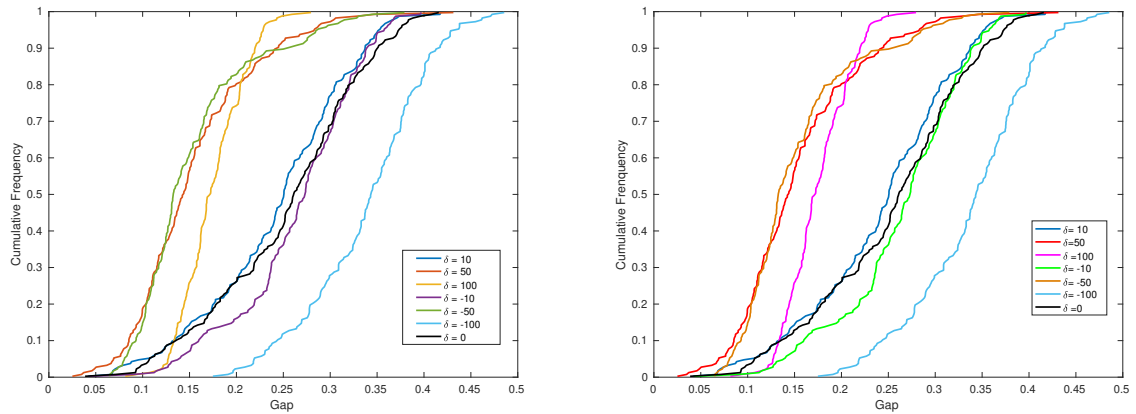 1
0.9
0.8
0.7
0.6
0.5
0.4
0.3
0.2
0.1
0
Cumulative Frequency
0 0.05 0.1 0.15 0.2 0.25 0.3 0.35 0.4 0.45 0.5
Gap
δ = 10
δ = 50
δ = 100
δ = -10
δ = -50
δ = -100
δ = 0
1
0.9
0.8
0.7
0.6
0.5
0.4
0.3
0.2
0.1
0
Cumulative Frenquency
0 0.05 0.1 0.15 0.2 0.25 0.3 0.35 0.4 0.45 0.5
Gap
δ= 10
δ=50
δ=100
δ= -10
δ= -50
δ= -100
δ =0